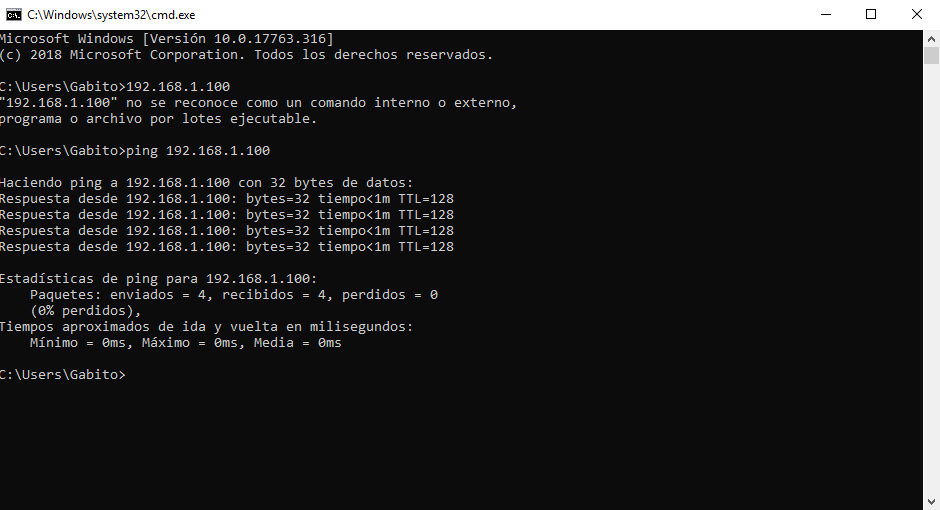 C:\Windows\system32\cmd.exe
Microsoft Windows [Versión 10.0.17763.316]
(c) 2018 Microsoft Corporation. Todos los derechos reservados.
C:\Users\Gabito>192.168.1.100
"192.168.1.100" no se reconoce como un comando interno o externo,
programa o archivo por lotes ejecutable.
C:\Users\Gabito>ping 192.168.1.100
Haciendo ping a 192.168.1.100 con 32 bytes de datos:
Respuesta desde 192.168.1.100: bytes=32 tiempo<1m TTL=128
Respuesta desde 192.168.1.100: bytes=32 tiempo<1m TTL=128
Respuesta desde 192.168.1.100: bytes=32 tiempo<1m TTL=128
Respuesta desde 192.168.1.100: bytes=32 tiempo<1m TTL=128
Estadísticas de ping para 192.168.1.100:
    Paquetes: enviados = 4, recibidos = 4, perdidos = 0
    (0% perdidos),
Tiempos aproximados de ida y vuelta en milisegundos:
    Mínimo = 0ms, Máximo = 0ms, Media = 0ms
C:\Users\Gabito>